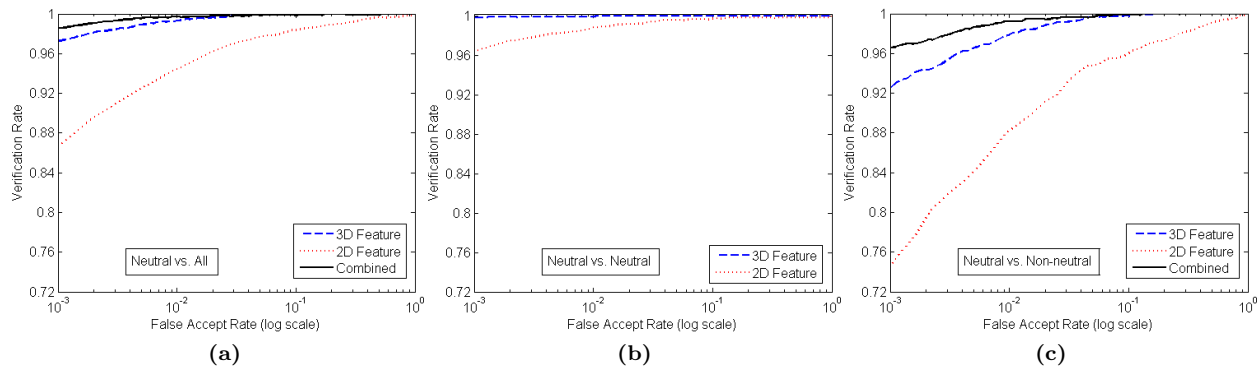 1
0.96
0.92
0.88
0.84
0.8
0.76
0.72
Verification Rate
Neutral vs. All
3D Feature
2D Feature
Combined
10^-3
10^-2
10^-1
10^0
False Accept Rate (log scale)
(a)
1
0.96
0.92
0.88
0.84
0.8
0.76
0.72
Verification Rate
Neutral vs. Neutral
3D Feature
2D Feature
10^-3
10^-2
10^-1
10^0
False Accept Rate (log scale)
(b)
1
0.96
0.92
0.88
0.84
0.8
0.76
0.72
Verification Rate
Neutral vs. Non-neutral
3D Feature
2D Feature
Combined
10^-3
10^-2
10^-1
10^0
False Accept Rate (log scale)
(c)